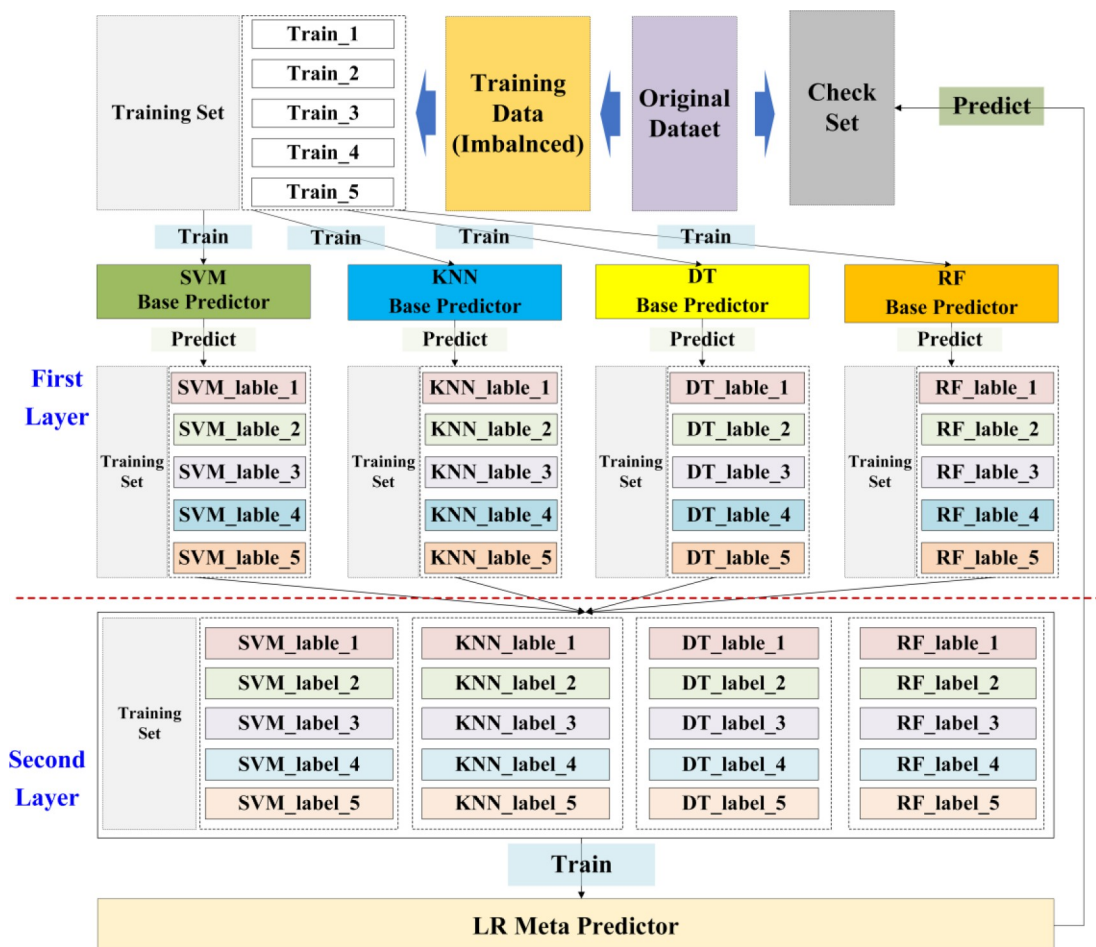 Training Set
Train_1
Train_2
Train_3
Train_4
Train_5
Training
Data
(Imbalnced)
Original
Dataet
Check
Set
Predict
Train
Train
Train
Train
SVM
Base Predictor
KNN
Base Predictor
DT
Base Predictor
RF
Base Predictor
Predict
Predict
Predict
Predict
First
Layer
Training
Set
SVM_lable_1
SVM_lable_2
SVM_lable_3
SVM_lable_4
SVM_lable_5
Training
Set
KNN_lable_1
KNN_lable_2
KNN_lable_3
KNN_lable_4
KNN_lable_5
Training
Set
DT_lable_1
DT_lable_2
DT_lable_3
DT_lable_4
DT_lable_5
Training
Set
RF_lable_1
RF_lable_2
RF_lable_3
RF_lable_4
RF_lable_5
Second
Layer
Training
Set
SVM_lable_1
SVM_label_2
SVM_label_3
SVM_label_4
SVM_label_5
KNN_lable_1
KNN_label_2
KNN_label_3
KNN_label_4
KNN_label_5
DT_lable_1
DT_label_2
DT_label_3
DT_label_4
DT_label_5
RF_lable_1
RF_label_2
RF_label_3
RF_label_4
RF_label_5
Train
LR Meta Predictor